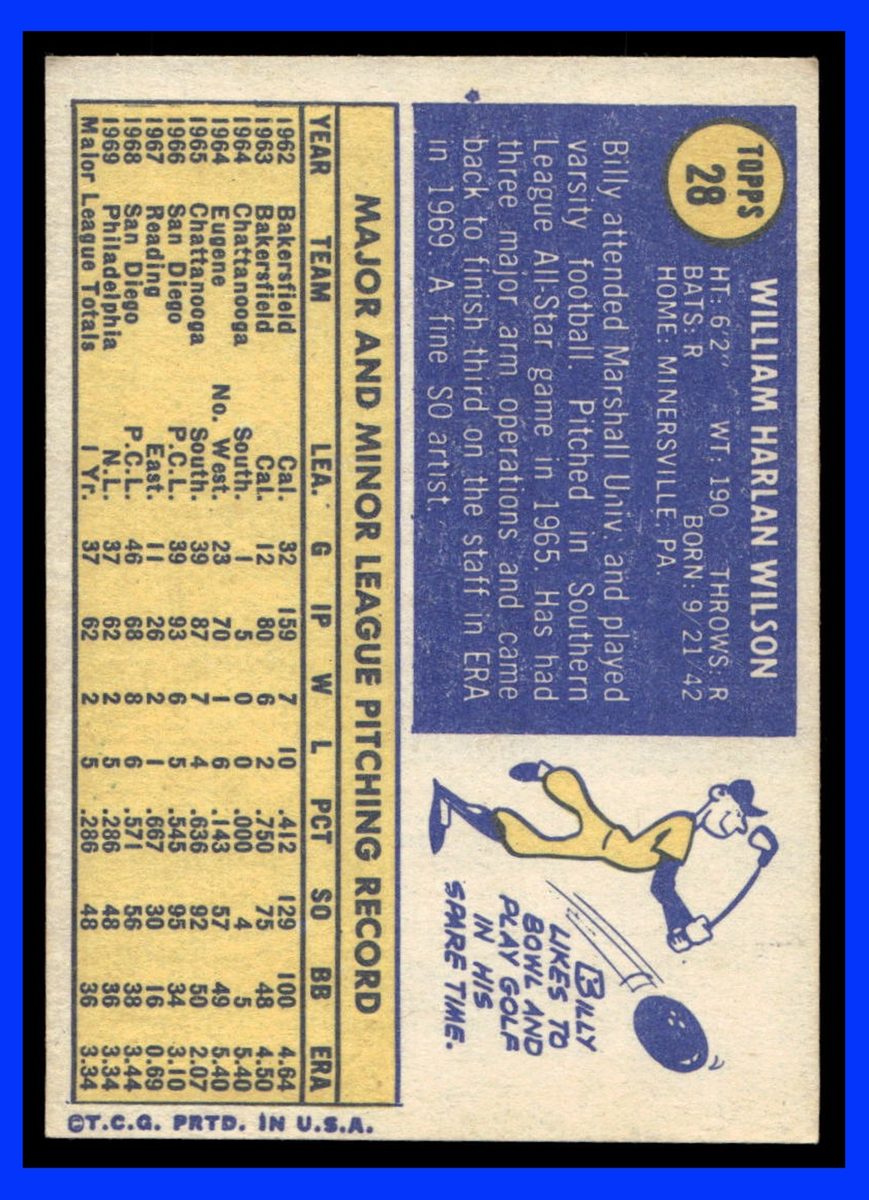 TOPPS
28
WILLIAM HARLAN WILSON
HT: 6'2" WT: 190 THROWS: R
BATS: R BORN: 9/21/42
HOME: MINERSVILLE, PA.
Billy attended Marshall Univ. and played
varsity football. Pitched in Southern
League All-Star game in 1965. Has had
three major arm operations and came
back to finish third on the staff in ERA
in 1969. A fine SO artist.
BILLY
LIKES TO
BOWL AND
PLAY GOLF
IN HIS
SPARE TIME.
MAJOR AND MINOR LEAGUE PITCHING RECORD
YEAR TEAM LEA. G IP W L PCT SO BB ERA
1962 Bakersfield Cal. 32 159 7 10 .412 129 100 4.64
1963 Bakersfield Cal. 12 80 6 2 .750 75 48 4.50
1964 Chattanooga South. 1 5 0 0 .000 4 5 5.40
1964 Eugene No. West. 23 70 1 6 .143 57 49 5.40
1965 Chattanooga South. 39 87 7 4 .636 92 50 2.07
1966 San Diego P.C.L. 39 93 6 5 .545 95 34 3.10
1967 Reading East. 11 26 2 1 .667 30 16 0.69
1968 San Diego P.C.L. 46 68 8 6 .571 56 38 3.44
1969 Philadelphia N.L. 37 62 2 5 .286 48 36 3.34
Major League Totals 1 Yr. 37 62 2 5 .286 48 36 3.34
©T.C.G. PRTD. IN U.S.A.